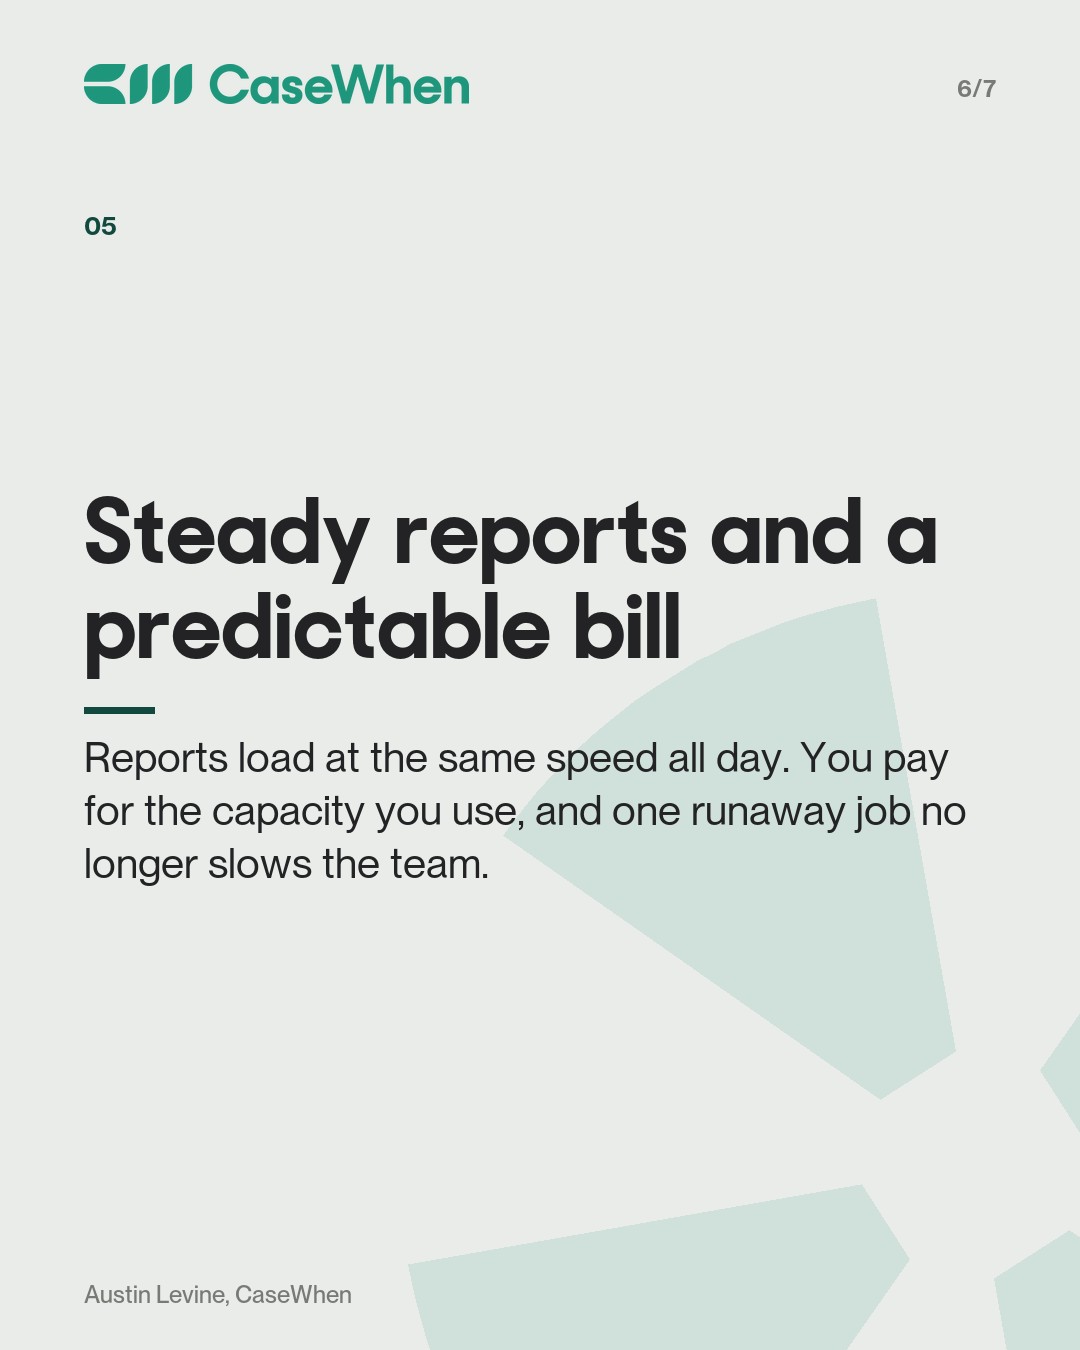 CaseWhen
6/7
05
Steady reports and a
predictable bill
Reports load at the same speed all day. You pay
for the capacity you use, and one runaway job no
longer slows the team.
Austin Levine, CaseWhen